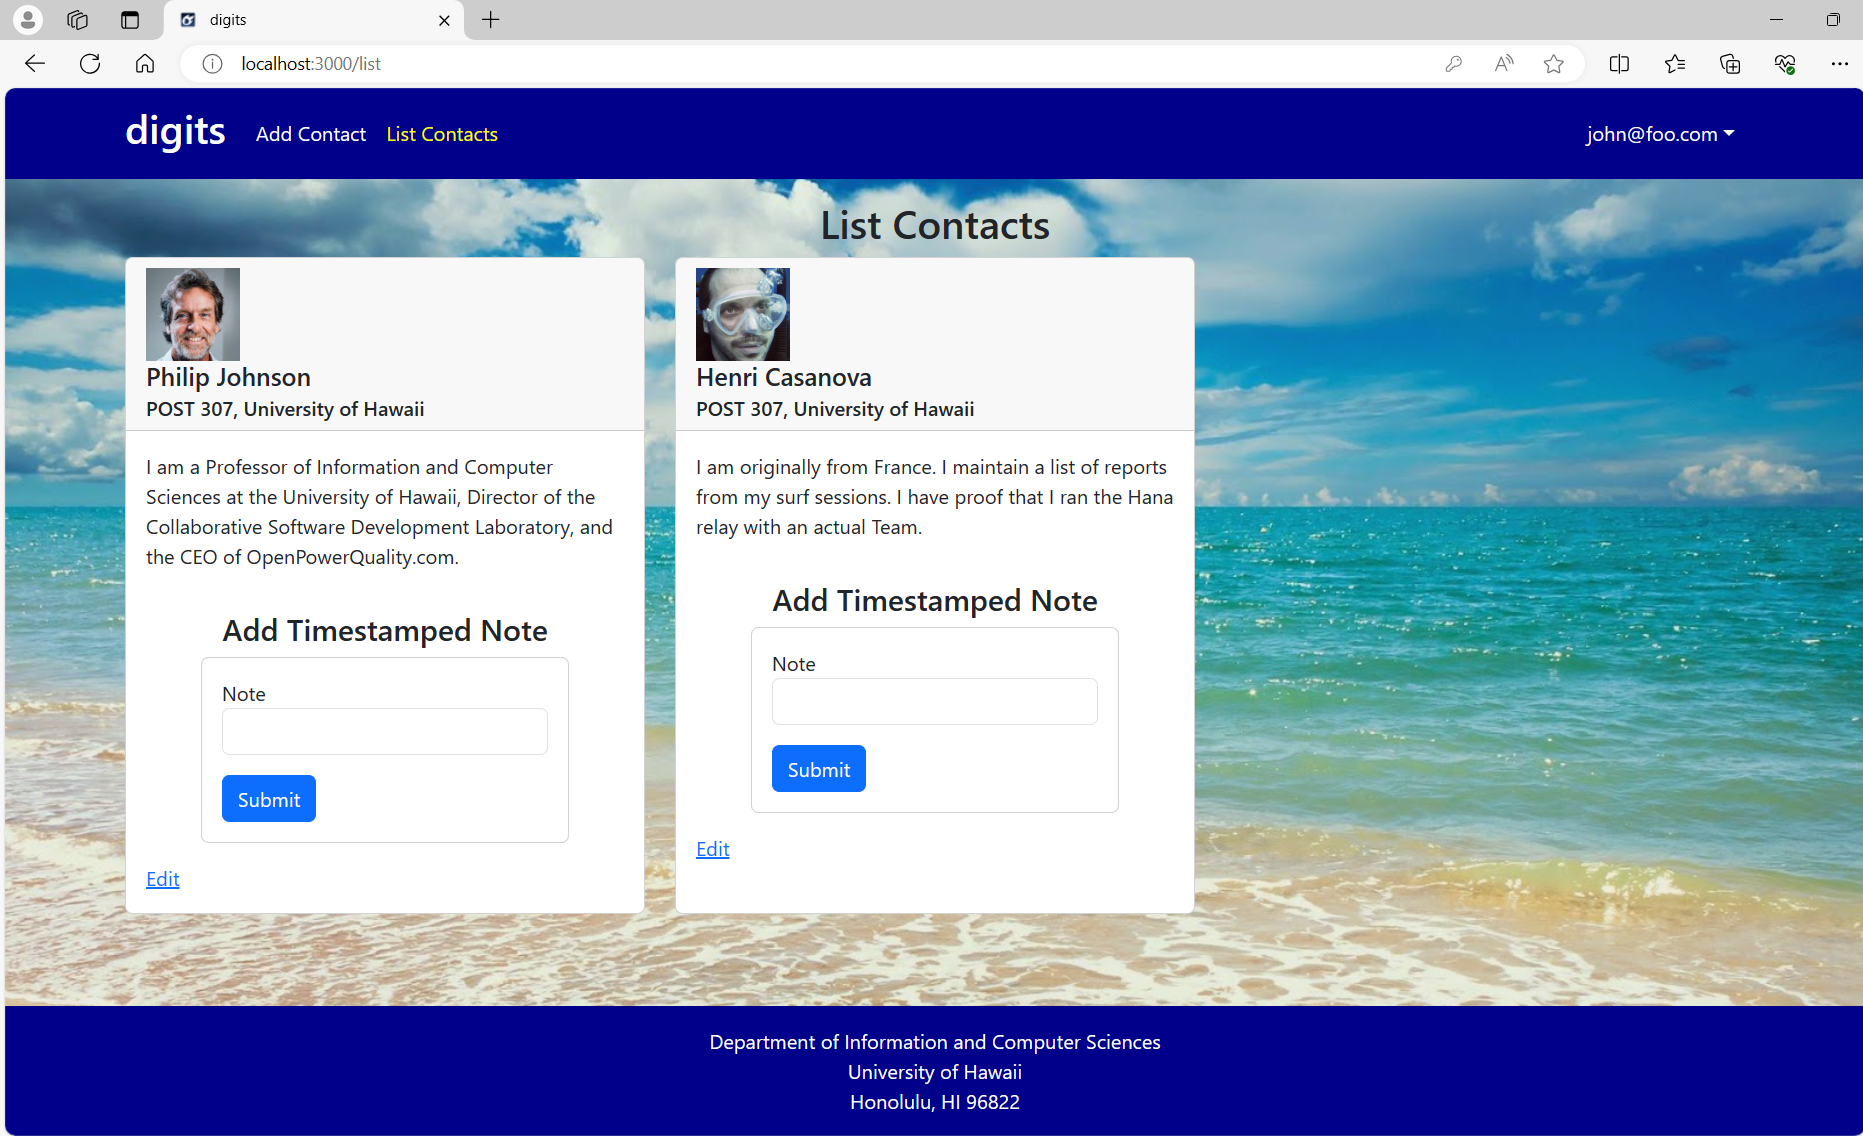 digits
localhost:3000/list
digits Add Contact List Contacts john@foo.com
List Contacts
Philip Johnson
POST 307, University of Hawaii
I am a Professor of Information and Computer
Sciences at the University of Hawaii, Director of the
Collaborative Software Development Laboratory, and
the CEO of OpenPowerQuality.com.
Add Timestamped Note
Note
Submit
Edit
Henri Casanova
POST 307, University of Hawaii
I am originally from France. I maintain a list of reports
from my surf sessions. I have proof that I ran the Hana
relay with an actual Team.
Add Timestamped Note
Note
Submit
Edit
Department of Information and Computer Sciences
University of Hawaii
Honolulu, HI 96822